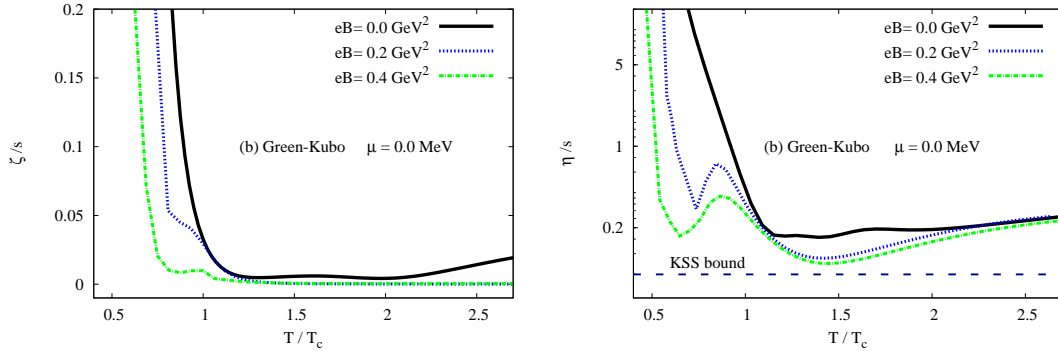 0.2
0.15
0.1
0.05
0
ζ /s
eB= 0.0 GeV²
eB= 0.2 GeV²
eB= 0.4 GeV²
(b) Green-Kubo μ = 0.0 MeV
0.5 1 1.5 2 2.5
T / T_c
5
1
0.2
η /s
eB= 0.0 GeV²
eB= 0.2 GeV²
eB= 0.4 GeV²
(b) Green-Kubo μ = 0.0 MeV
KSS bound
0.5 1 1.5 2 2.5
T / T_c